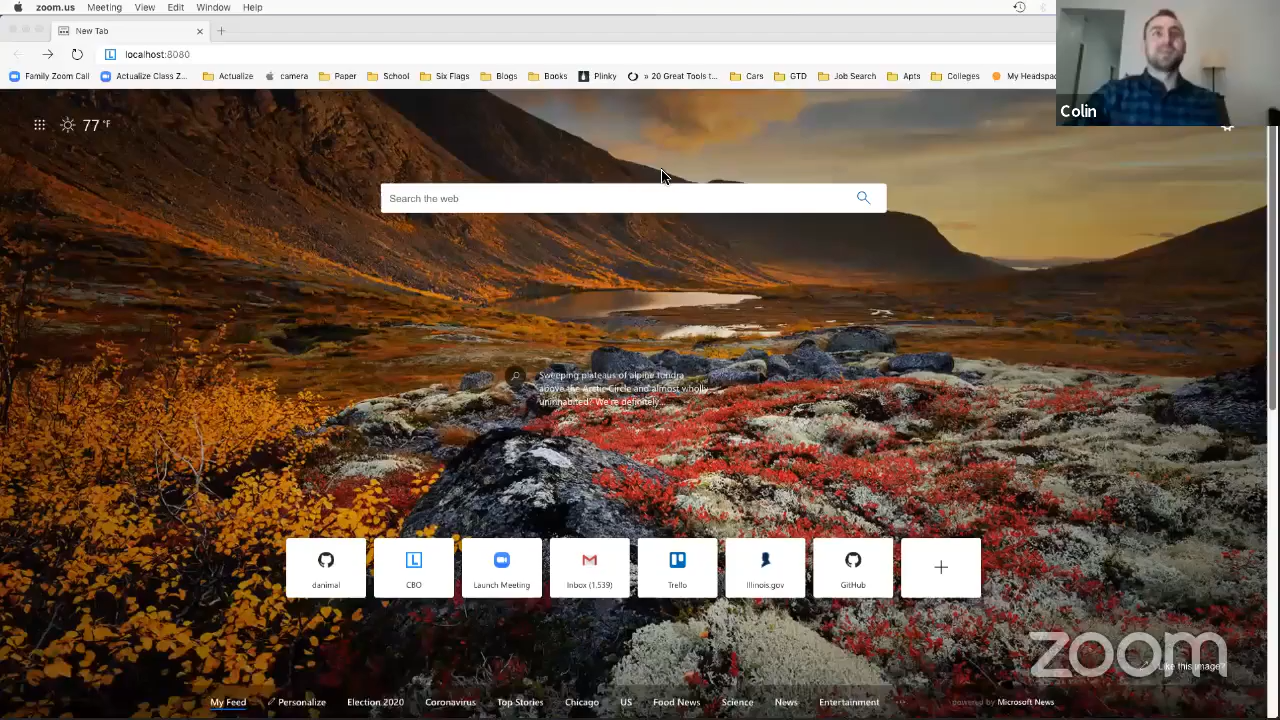 zoom.us Meeting View Edit Window Help
New Tab
localhost:8080
Family Zoom Call Actualize Class Z... Actualize camera Paper School Six Flags Blogs Books Plinky » 20 Great Tools t... Cars GTD Job Search Apts Colleges My Headspa
Colin
77 °F
Search the web
Sweeping plateaus of alpine tundra
above the Arctic Circle and almost wholly
uninhabited? We're definitely...
danimal CBO Launch Meeting Inbox (1,539) Trello Illinois.gov GitHub
zoom
Like this image?
My Feed Personalize Election 2020 Coronavirus Top Stories Chicago US Food News Science News Entertainment ... powered by Microsoft News